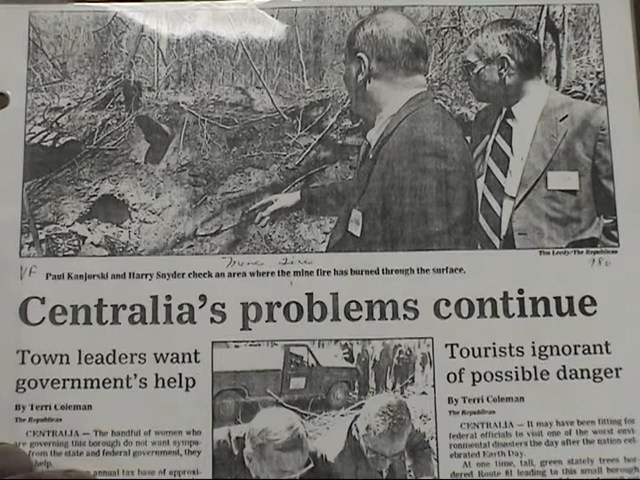 Tim Leedy/The Republican
VF
mine fire
980
Paul Kanjorski and Harry Snyder check an area where the mine fire has burned through the surface.
Centralia's problems continue
Town leaders want
government's help
By Terri Coleman
The Republican
CENTRALIA — The handful of women who
are governing this borough do not want sympa-
from the state and federal government, they
help.
annual tax base of approxi-
Tourists ignorant
of possible danger
By Terri Coleman
The Republican
CENTRALIA — It may have been fitting for
federal officials to visit one of the worst envi-
ronmental disasters the day after the nation cel-
ebrated Earth Day.
At one time, tall, green stately trees bor-
dered Route 61 leading to this small borough